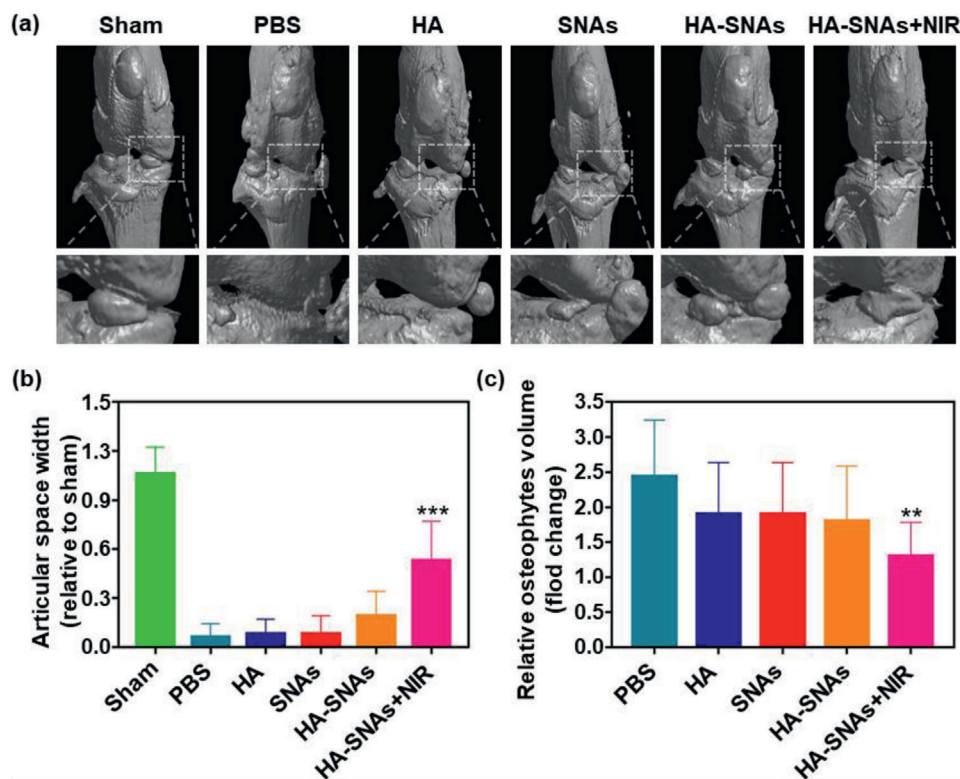 (a)
Sham PBS HA SNAs HA-SNAs HA-SNAs+NIR
(b)
Articular space width
(relative to sham)
1.5
1.3
0.9
0.6
0.3
0.0
***
Sham
PBS
HA
SNAs
HA-SNAs
HA-SNAs+NIR
(c)
Relative osteophytes volume
(flod change)
3.5
3.0
2.5
2.0
1.5
1.0
0.5
0.0
**
PBS
HA
SNAs
HA-SNAs
HA-SNAs+NIR